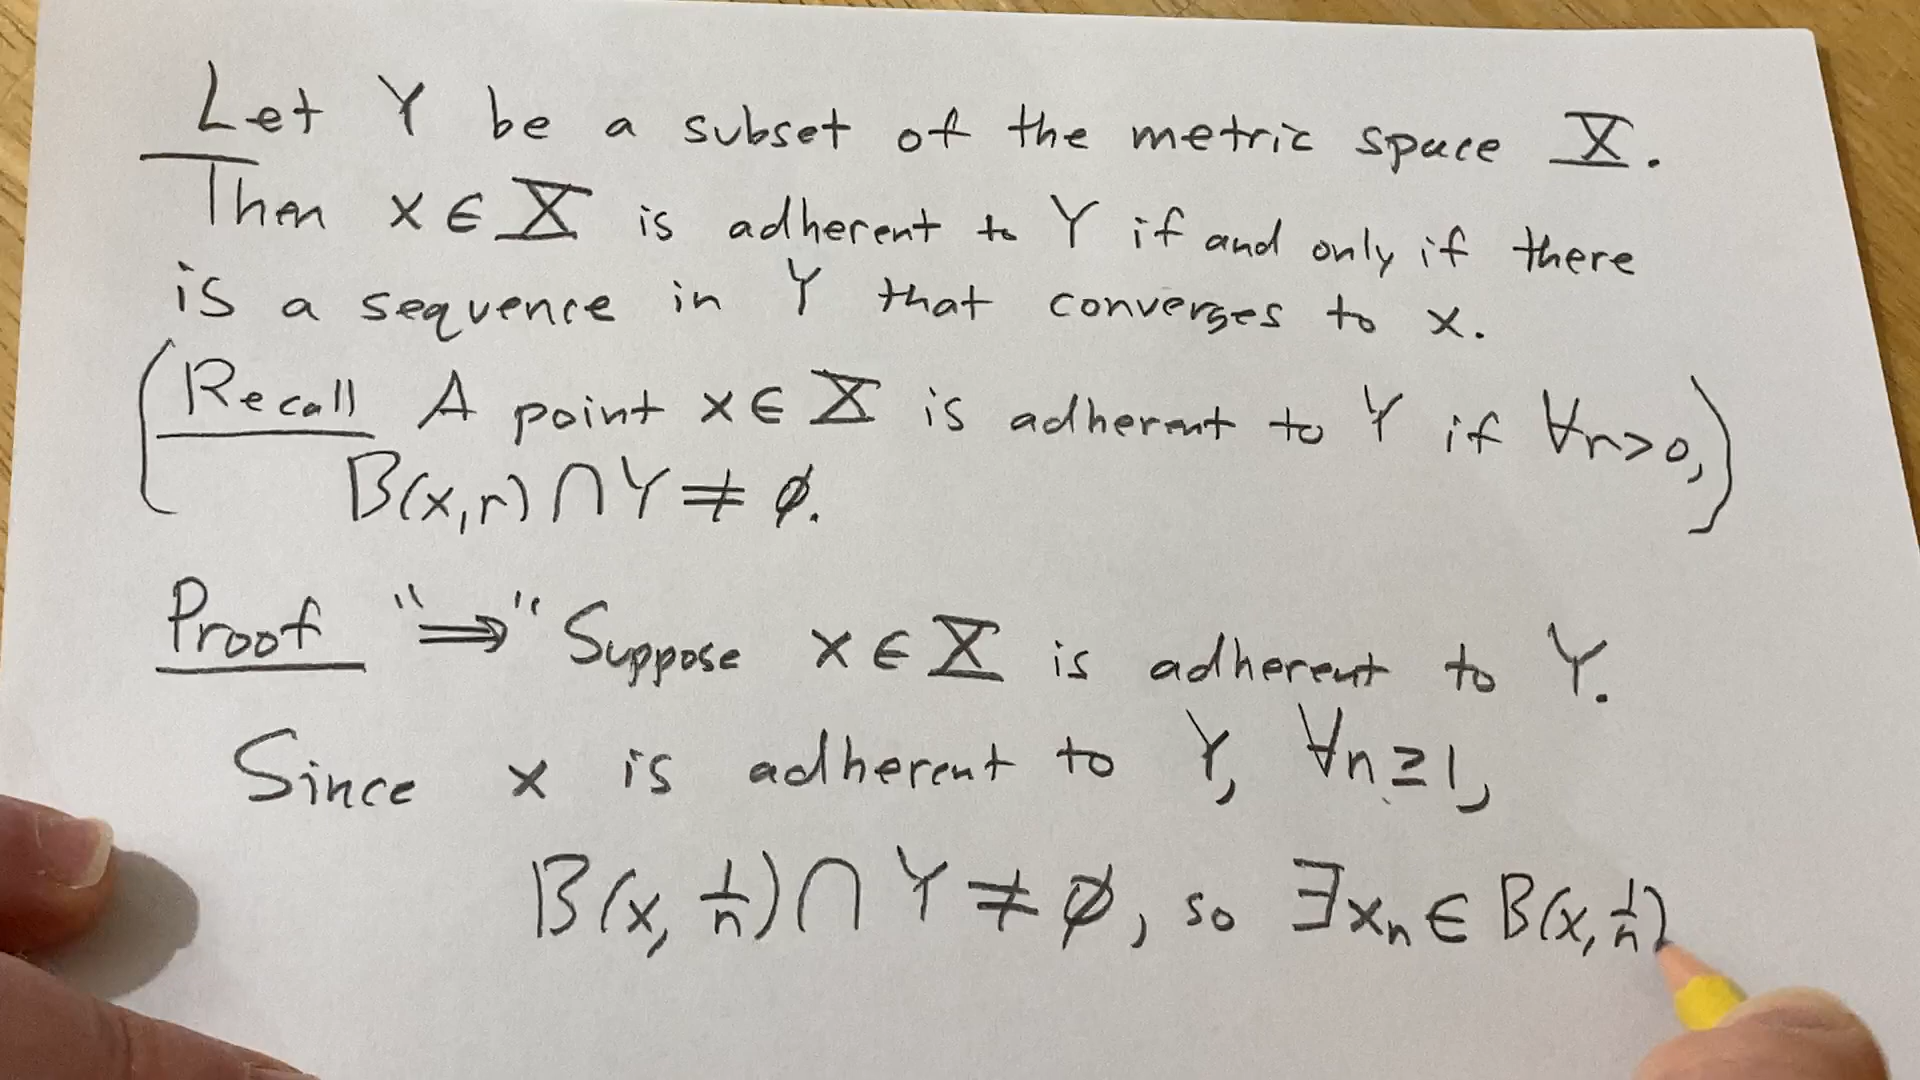 Let Y be a subset of the metric space X.
Then x ∈ X is adherent to Y if and only if there
is a sequence in Y that converges to x.
(Recall A point x ∈ X is adherent to Y if ∀r>0,)
B(x,r) ∩ Y ≠ ∅.
Proof "⇒" Suppose x ∈ X is adherent to Y.
Since x is adherent to Y, ∀n≥1,
B(x, 1/n) ∩ Y ≠ ∅, so ∃xₙ ∈ B(x, 1/n)